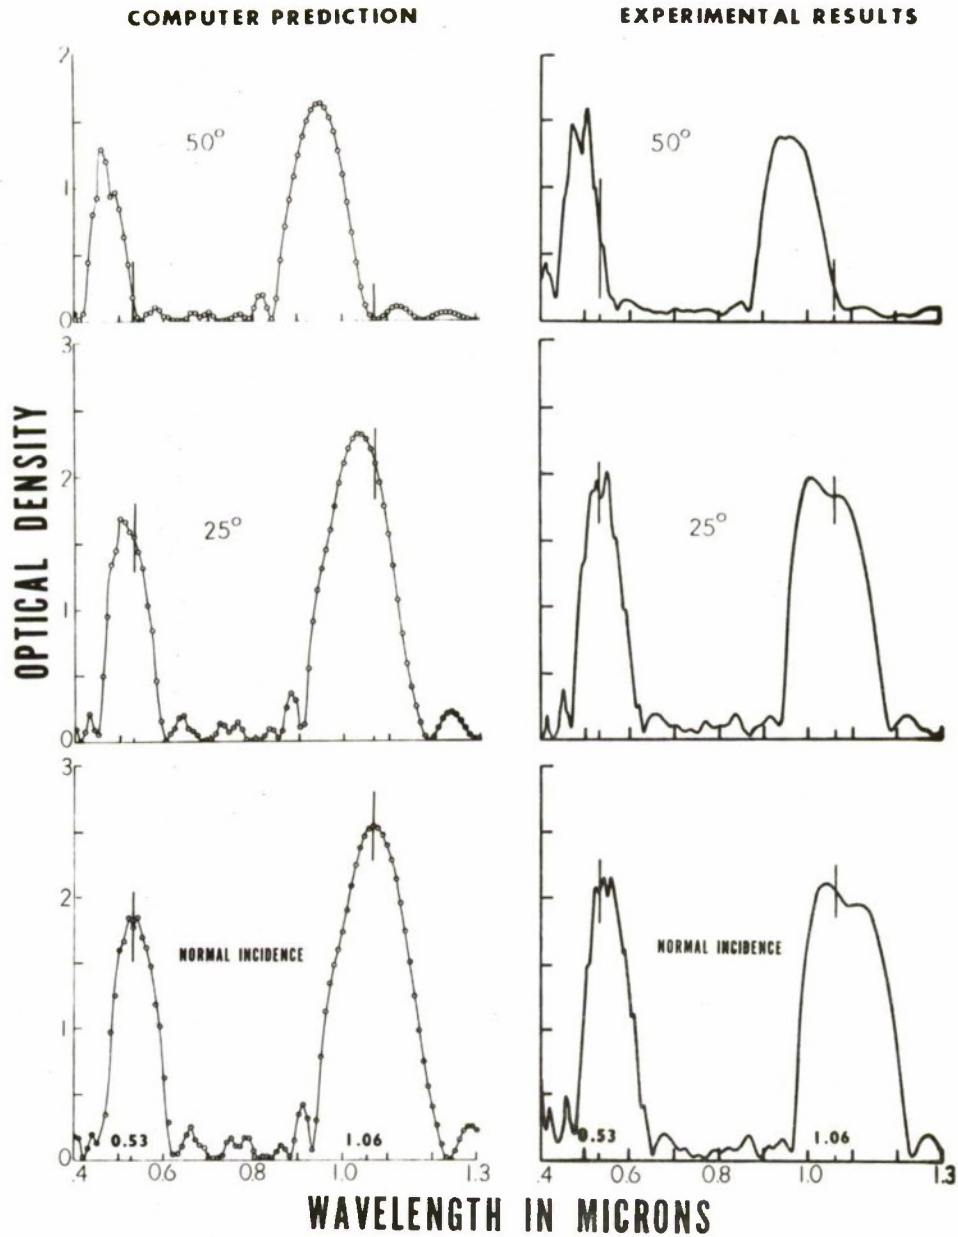 COMPUTER PREDICTION
EXPERIMENTAL RESULTS
OPTICAL DENSITY
2
1
0
50°
50°
3
2
1
0
25°
25°
3
2
1
0
NORMAL INCIDENCE
NORMAL INCIDENCE
0.53
1.06
0.53
1.06
.4 0.6 0.8 1.0 1.3
.4 0.6 0.8 1.0 1.3
WAVELENGTH IN MICRONS